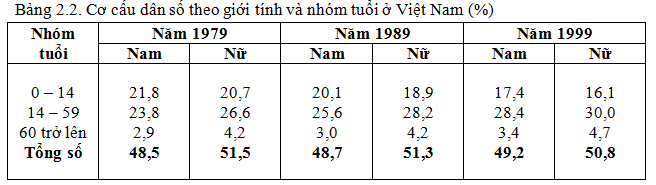 Bảng 2.2. Cơ cấu dân số theo giới tính và nhóm tuổi ở Việt Nam (%)
Nhóm tuổi Năm 1979 Năm 1989 Năm 1999
Nam Nữ Nam Nữ Nam Nữ
0 – 14 21,8 20,7 20,1 18,9 17,4 16,1
14 – 59 23,8 26,6 25,6 28,2 28,4 30,0
60 trở lên 2,9 4,2 3,0 4,2 3,4 4,7
Tổng số 48,5 51,5 48,7 51,3 49,2 50,8